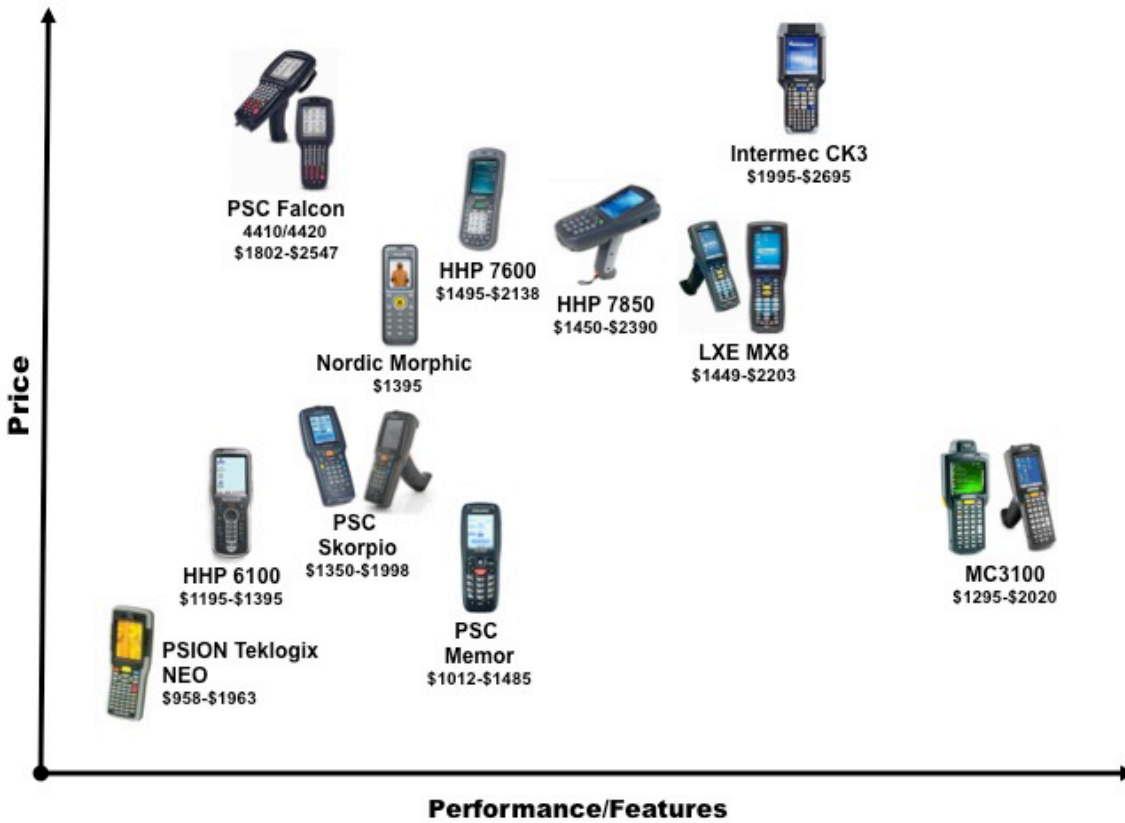 Intermec CK3
$1995-$2695
PSC Falcon
4410/4420
$1802-$2547
HHP 7600
$1495-$2138
HHP 7850
$1450-$2390
LXE MX8
$1449-$2203
Nordic Morphic
$1395
Price
PSC
Skorpio
$1350-$1998
HHP 6100
$1195-$1395
MC3100
$1295-$2020
PSC
Memor
$1012-$1485
PSION Teklogix
NEO
$958-$1963
Performance/Features